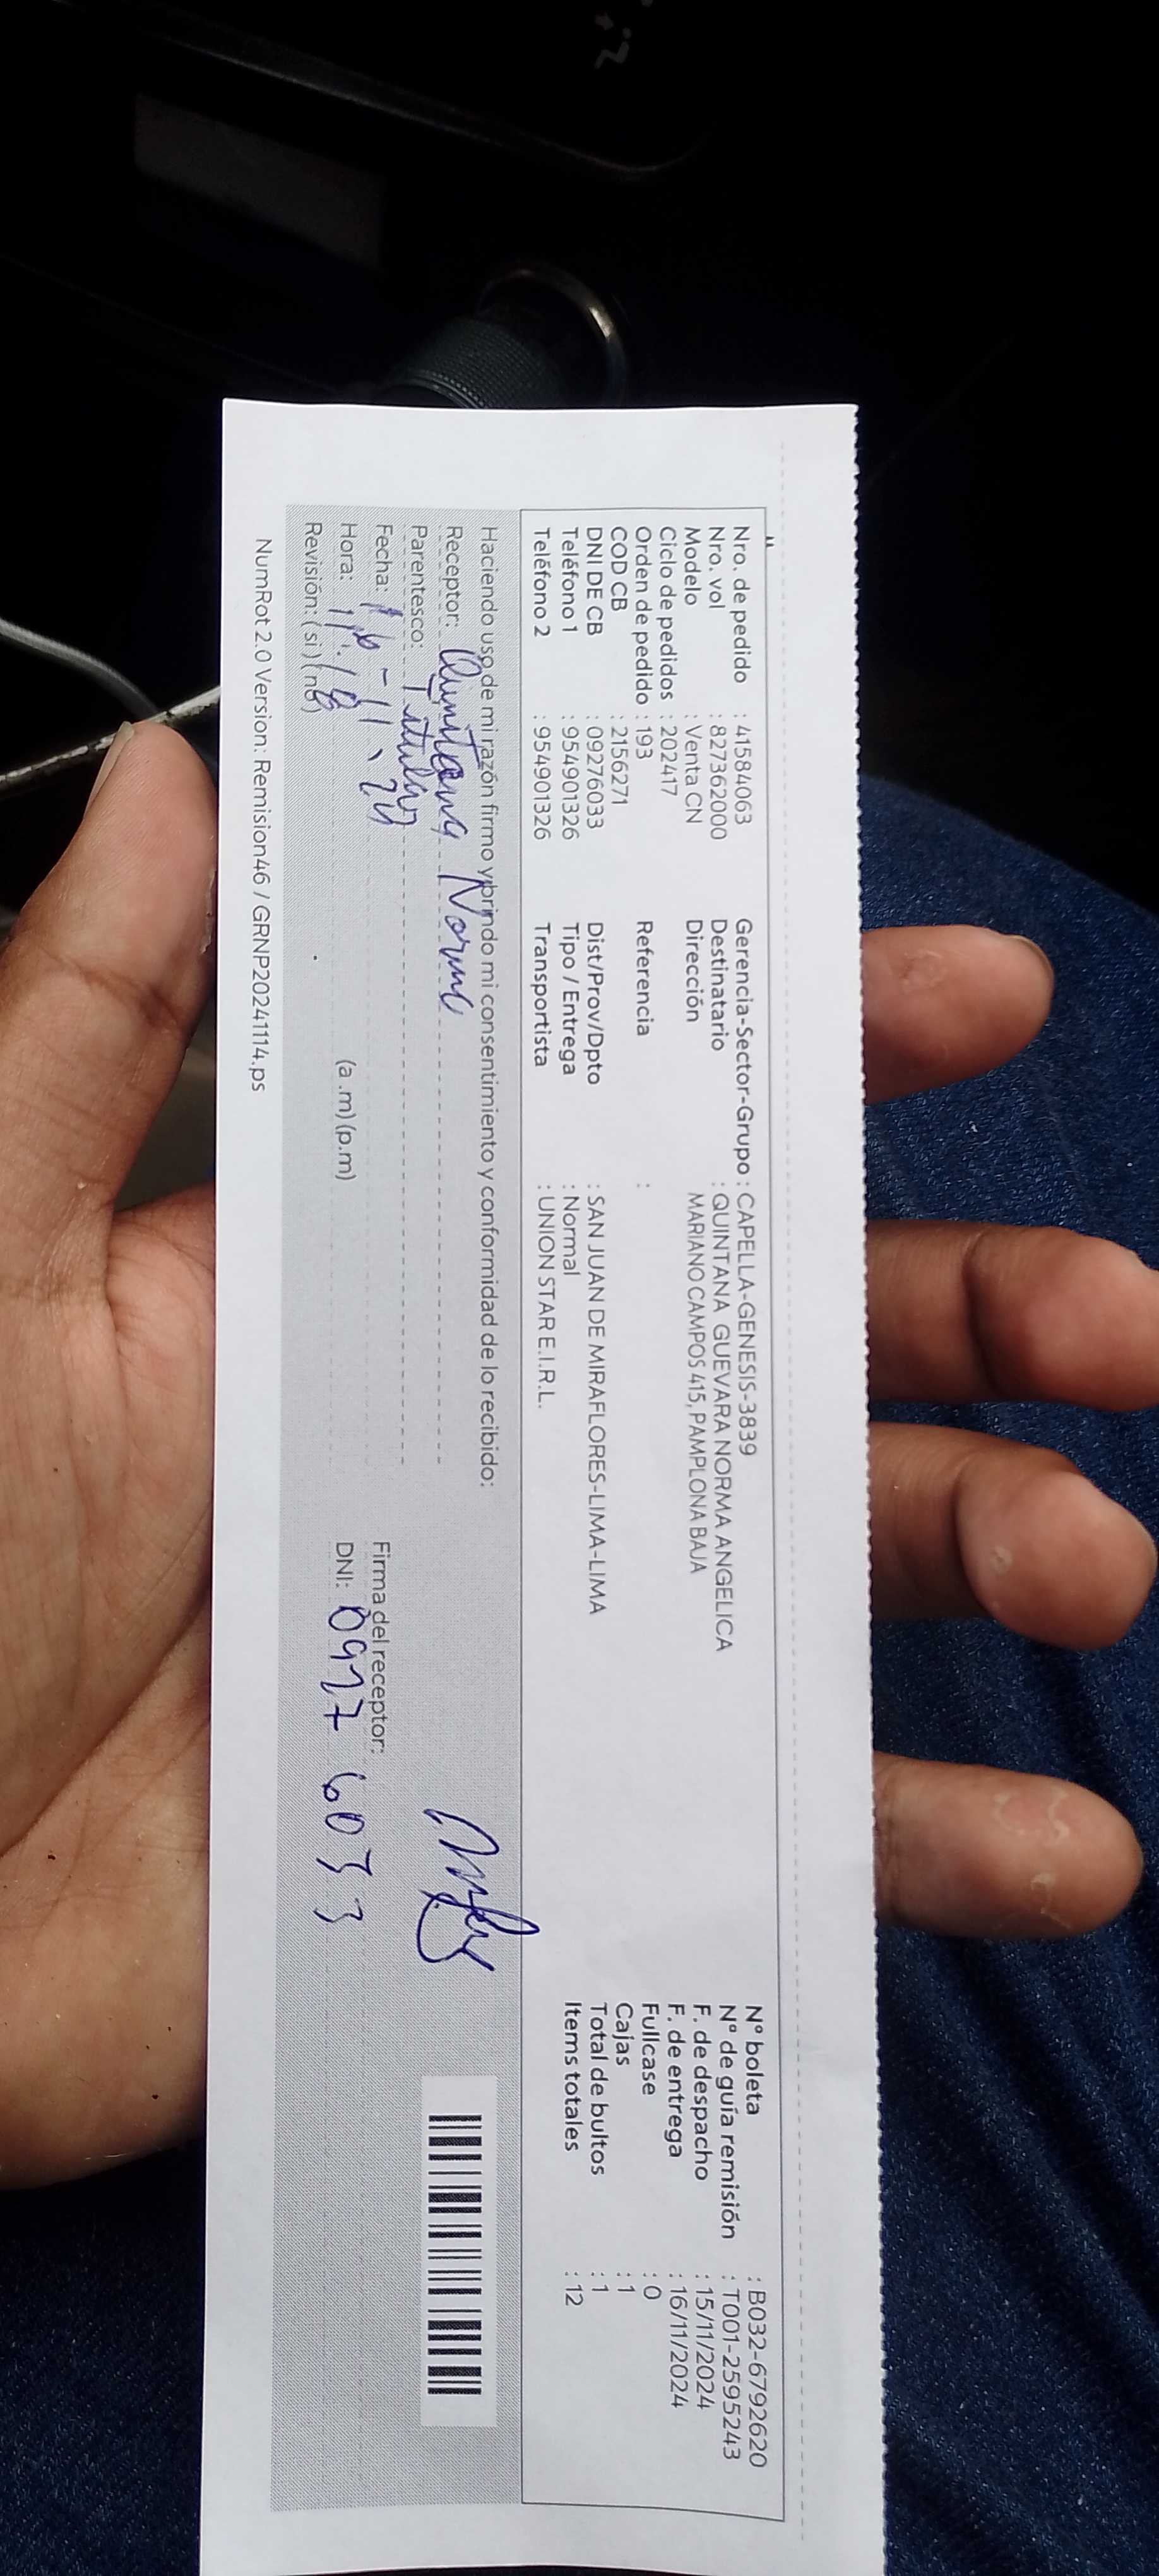 Nro. de pedido : 41584063
Nro. vol : 827362000
Modelo : Venta CN
Ciclo de pedidos : 202417
Orden de pedido : 193
COD CB : 2156271
DNI DE CB : 09276033
Teléfono 1 : 954901326
Teléfono 2 : 954901326
Gerencia-Sector-Grupo : CAPELLA-GENESIS-3839
Destinatario : QUINTANA GUEVARA NORMA ANGELICA
Dirección MARIANO CAMPOS 415, PAMPLONA BAJA
Referencia :
Dist/Prov/Dpto : SAN JUAN DE MIRAFLORES-LIMA-LIMA
Tipo / Entrega : Normal
Transportista : UNION STAR E.I.R.L.
N° boleta : B032-6792620
N° de guía remisión : T001-2595243
F. de despacho : 15/11/2024
F. de entrega : 16/11/2024
Fullcase : 0
Cajas : 1
Total de bultos : 1
Items totales : 12
Haciendo uso de mi razón firmo y brindo mi consentimiento y conformidad de lo recibido:
Receptor: Quintana Norma
Parentesco: Titular
Fecha: 16-11-24
Hora: 11:18 (a .m) (p.m)
Revisión: ( si ) ( no )
Firma del receptor:
DNI: 0927 6033
NumRot 2.0 Version: Remision46 / GRNP20241114.ps